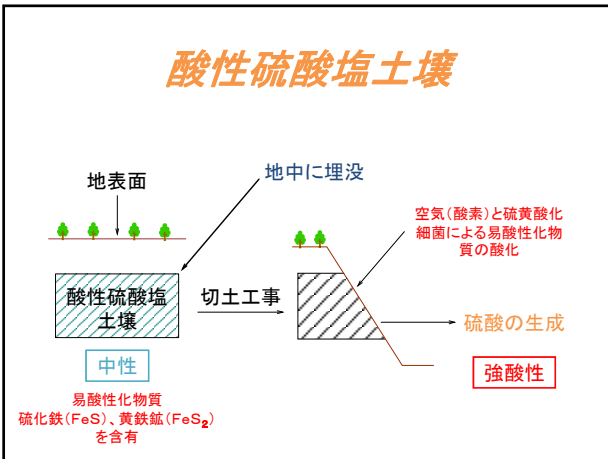 酸性硫酸塩土壌
地表面
地中に埋没
空気(酸素)と硫黄酸化
細菌による易酸性化物
質の酸化
酸性硫酸塩
土壌
切土工事
硫酸の生成
中性
強酸性
易酸性化物質
硫化鉄(FeS)、黄鉄鉱(FeS₂)
を含有